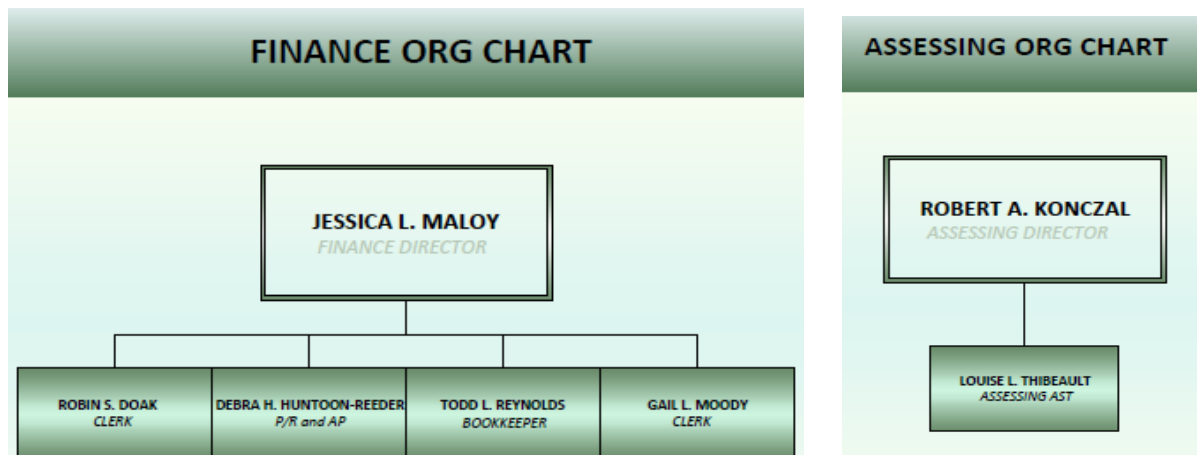 FINANCE ORG CHART
JESSICA L. MALOY
FINANCE DIRECTOR
ROBIN S. DOAK
CLERK
DEBRA H. HUNTOON-REEDER
P/R and AP
TODD L. REYNOLDS
BOOKKEEPER
GAIL L. MOODY
CLERK
ASSESSING ORG CHART
ROBERT A. KONCZAL
ASSESSING DIRECTOR
LOUISE L. THIBEAULT
ASSESSING AST